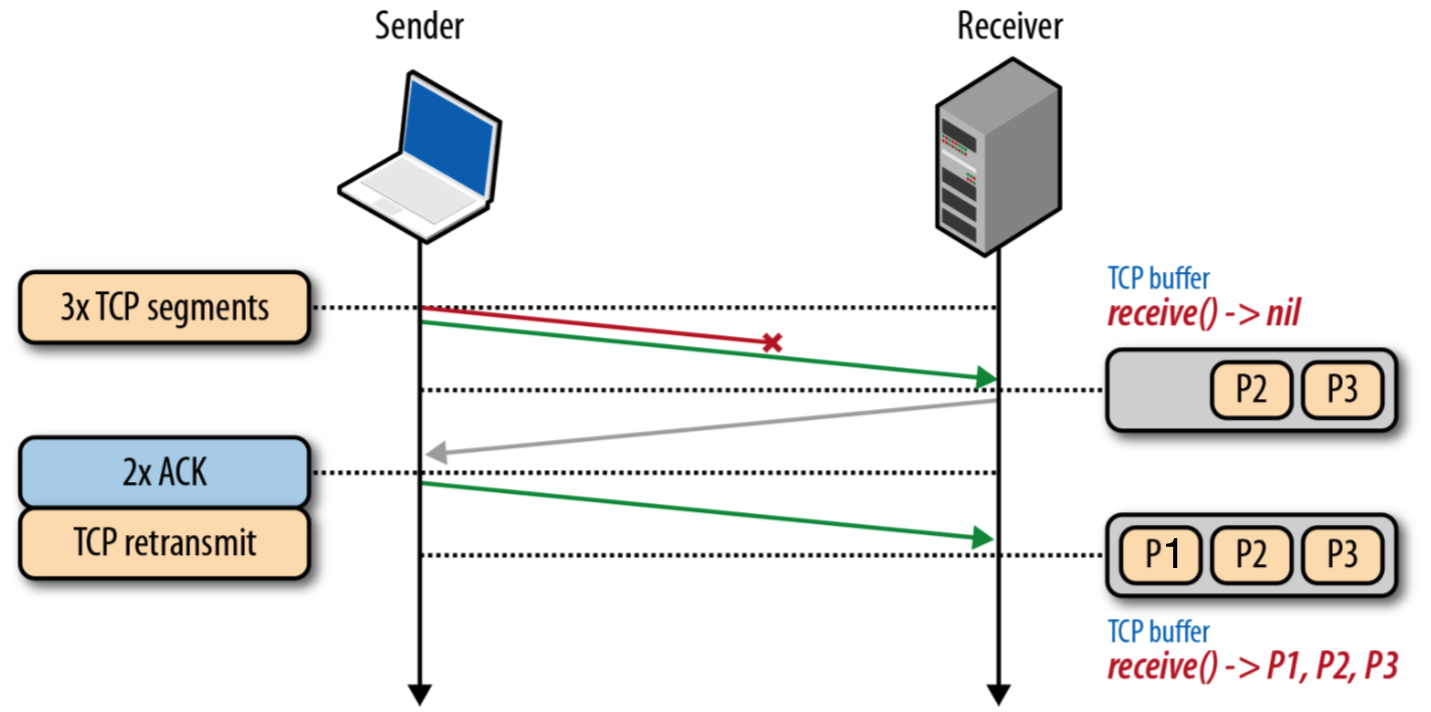 Sender
Receiver
3x TCP segments
TCP buffer
receive() -> nil
P2 P3
2x ACK
TCP retransmit
P1 P2 P3
TCP buffer
receive() -> P1, P2, P3